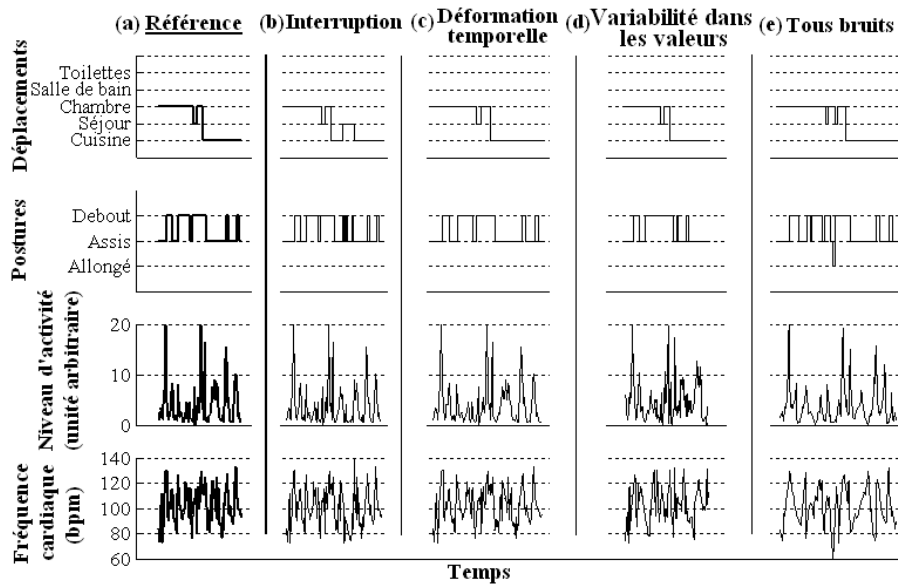 (a) Référence
(b) Interruption
(c) Déformation
temporelle
(d) Variabilité dans
les valeurs
(e) Tous bruits
Déplacements
Toilettes
Salle de bain
Chambre
Séjour
Cuisine
Postures
Debout
Assis
Allongé
Niveau d'activité
(unité arbitraire)
20
10
0
Fréquence
cardiaque
(bpm)
140
120
100
80
60
Temps